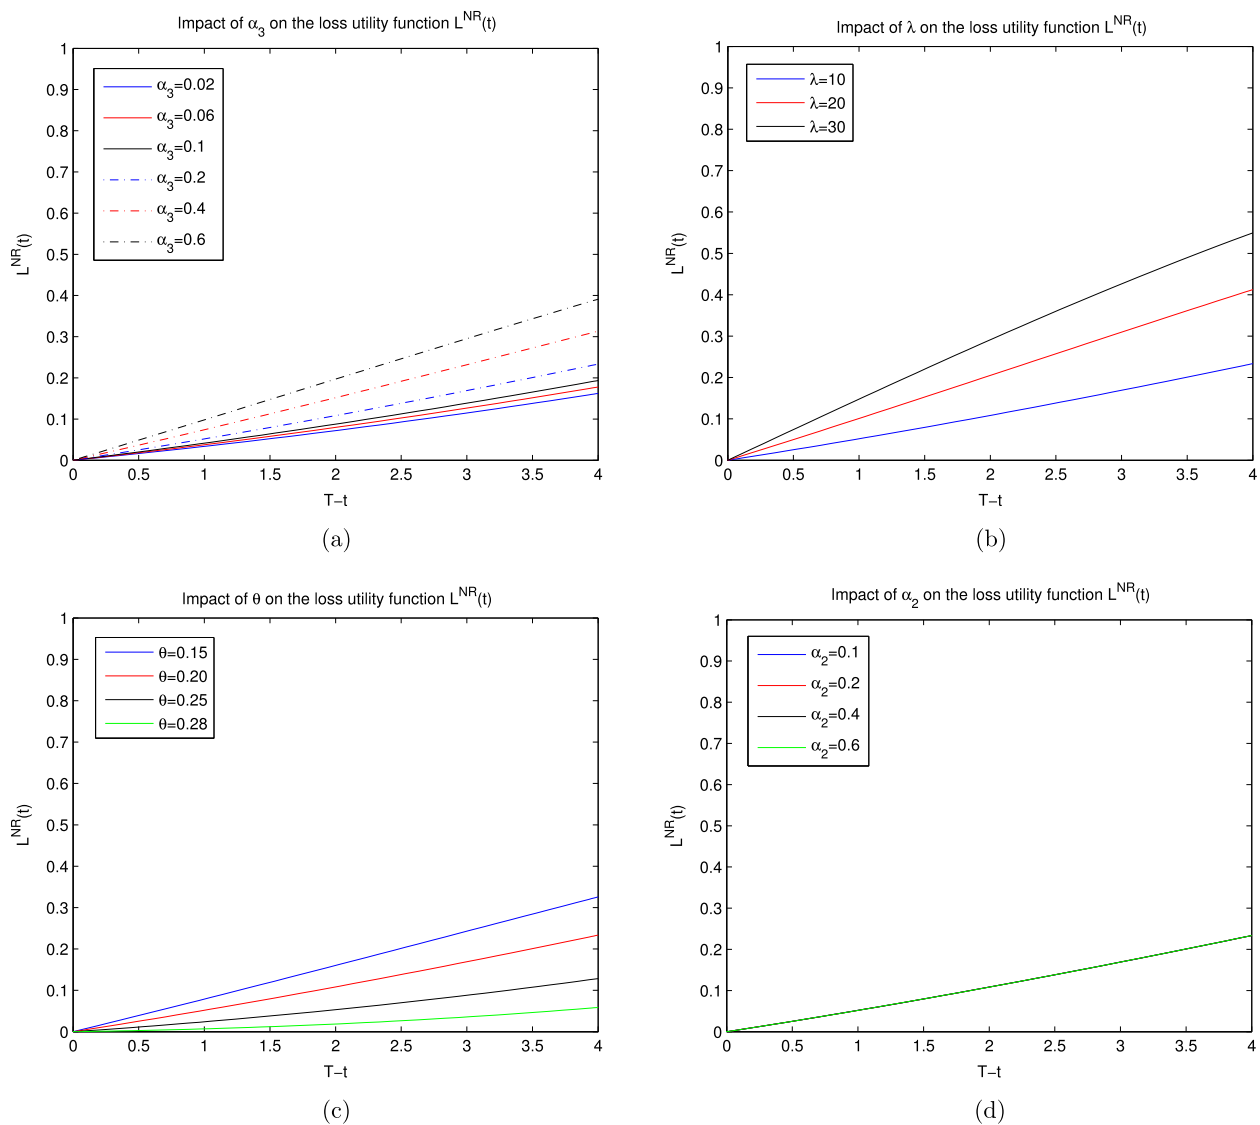 Impact of α3 on the loss utility function L^NR(t)
1
0.9
0.8
0.7
0.6
0.5
0.4
0.3
0.2
0.1
0
L^NR(t)
α3=0.02
α3=0.06
α3=0.1
α3=0.2
α3=0.4
α3=0.6
0 0.5 1 1.5 2 2.5 3 3.5 4
T−t
(a)
Impact of λ on the loss utility function L^NR(t)
1
0.9
0.8
0.7
0.6
0.5
0.4
0.3
0.2
0.1
0
L^NR(t)
λ=10
λ=20
λ=30
0 0.5 1 1.5 2 2.5 3 3.5 4
T−t
(b)
Impact of θ on the loss utility function L^NR(t)
1
0.9
0.8
0.7
0.6
0.5
0.4
0.3
0.2
0.1
0
L^NR(t)
θ=0.15
θ=0.20
θ=0.25
θ=0.28
0 0.5 1 1.5 2 2.5 3 3.5 4
T−t
(c)
Impact of α2 on the loss utility function L^NR(t)
1
0.9
0.8
0.7
0.6
0.5
0.4
0.3
0.2
0.1
0
L^NR(t)
α2=0.1
α2=0.2
α2=0.4
α2=0.6
0 0.5 1 1.5 2 2.5 3 3.5 4
T−t
(d)